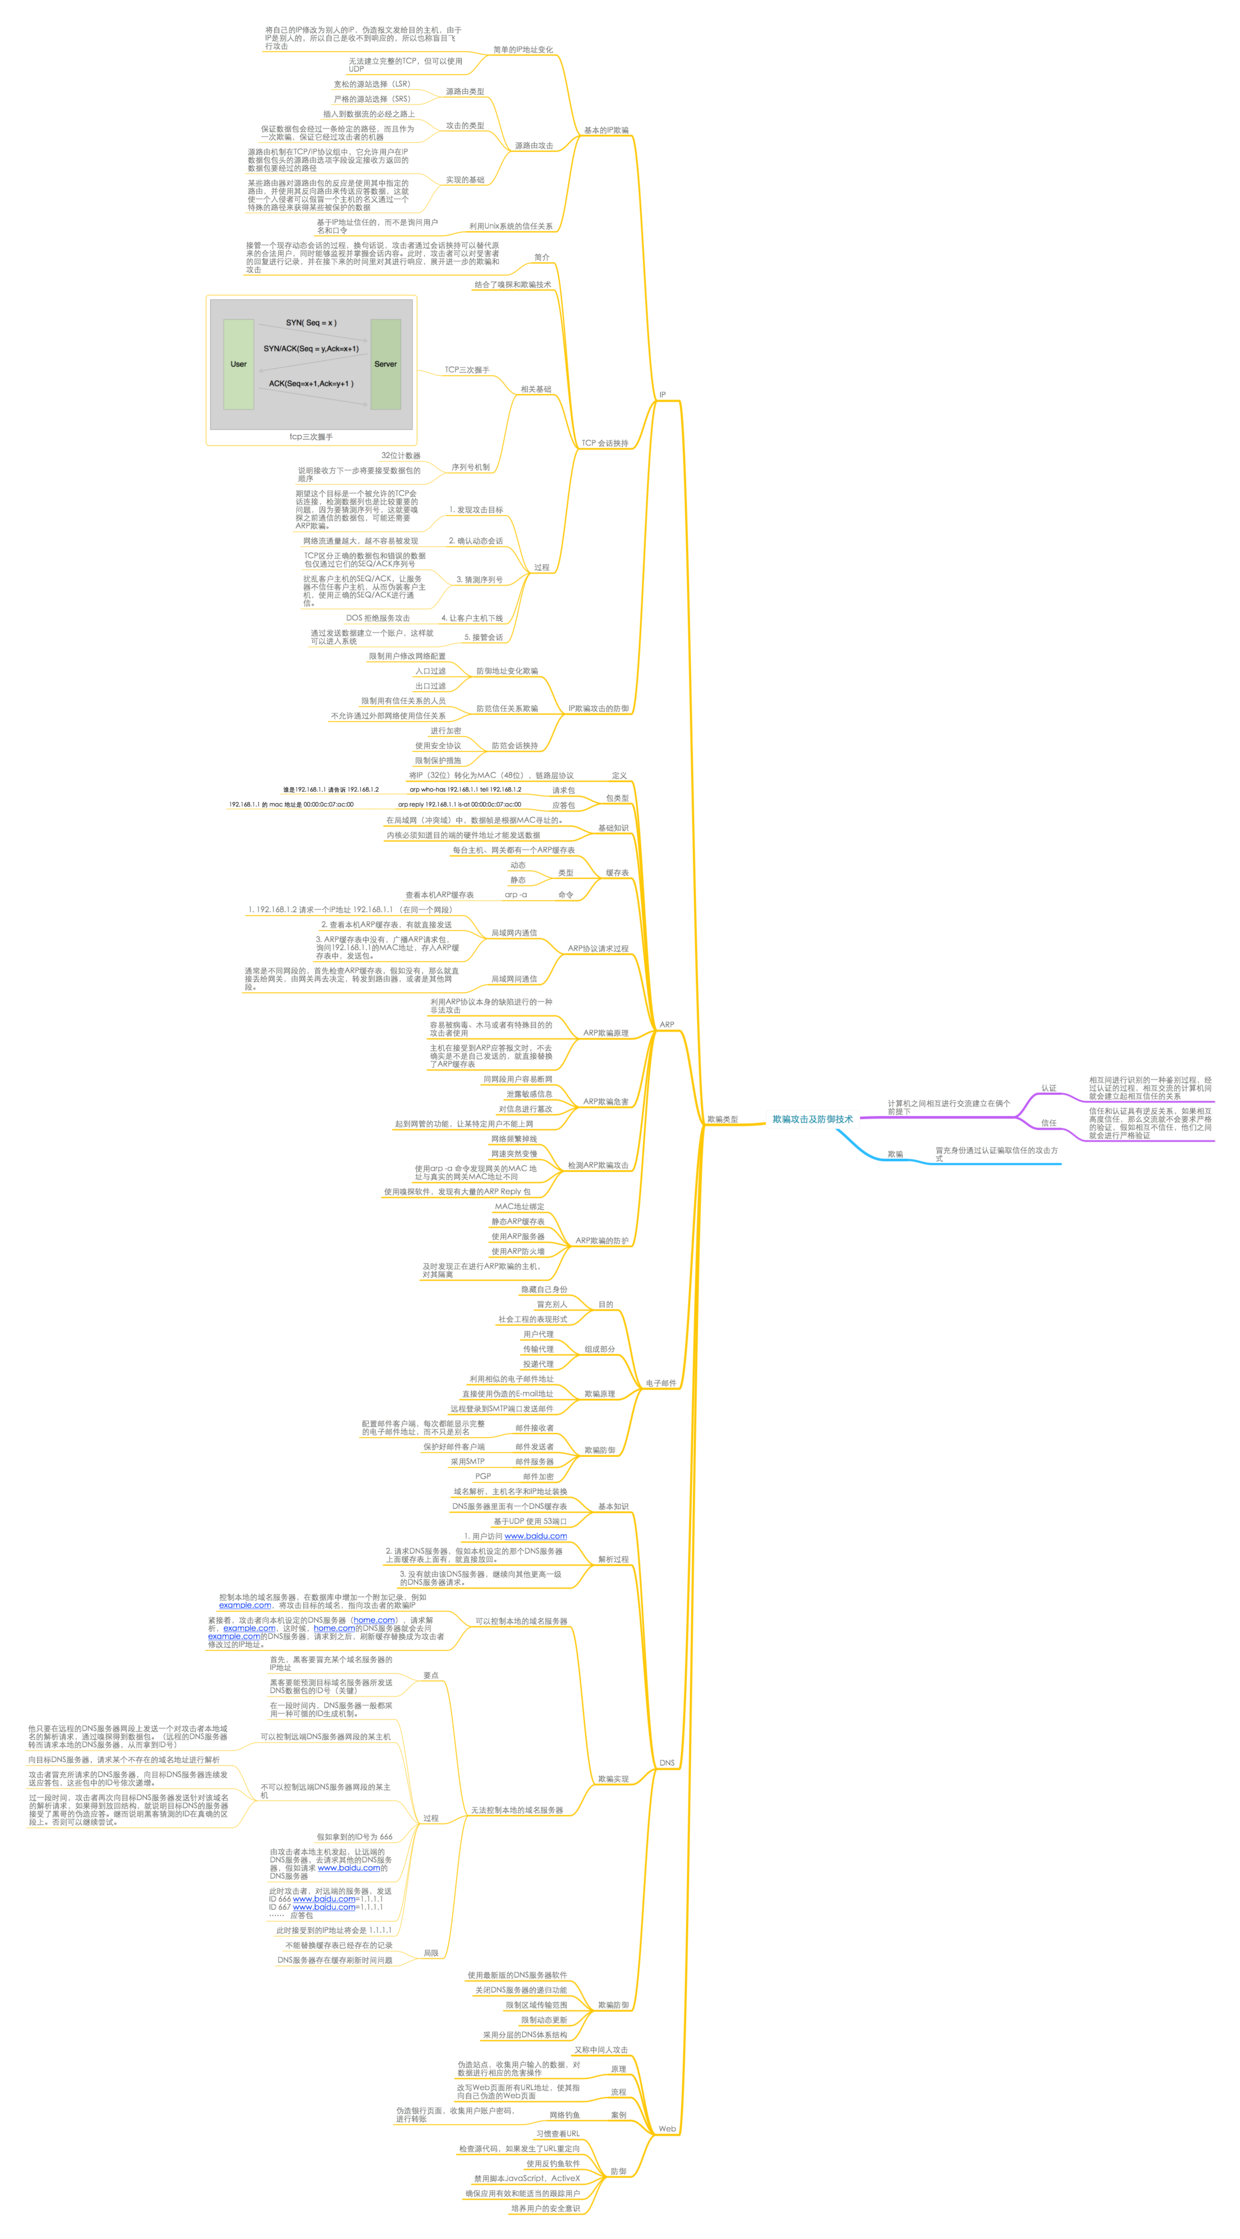 将自己的IP修改为别人的IP，伪造报文发给目的主机，由于
IP是别人的，所以自己是收不到响应的，所以也称盲目飞
行攻击
简单的IP地址变化
无法建立完整的TCP，但可以使用
UDP
宽松的源站选择（LSR）
源路由类型
严格的源站选择（SRS）
插入到数据流的必经之路上
攻击的类型
保证数据包会经过一条给定的路径，而且作为
一次欺骗，保证它经过攻击者的机器
基本的IP欺骗
源路由攻击
源路由机制在TCP/IP协议组中，它允许用户在IP
数据包包头的源路由选项字段设定接收方返回的
数据包要经过的路径
实现的基础
某些路由器对源路由包的反应是使用其中指定的
路由，并使用其反向路由来传送应答数据，这就
使一个人侵者可以假冒一个主机的名义通过一个
特殊的路径来获得某些被保护的数据
基于IP地址信任的，而不是询问用户
名和口令
利用Unix系统的信任关系
接管一个现存动态会话的过程，换句话说，攻击者通过会话挟持可以替代原
来的合法用户，同时能够监视并掌握会话内容。此时，攻击者可以对受害者
的回复进行记录，并在接下来的时间里对其进行响应，展开进一步的欺骗和
攻击
简介
结合了嗅探和欺骗技术
SYN( Seq = x )
SYN/ACK(Seq = y,Ack=x+1)
User
Server
ACK(Seq=x+1,Ack=y+1 )
tcp三次握手
TCP三次握手
相关基础
IP
TCP 会话挟持
32位计数器
序列号机制
说明接收方下一步将要接受数据包的
顺序
期望这个目标是一个被允许的TCP会
话连接，检测数据列也是比较重要的
问题，因为要猜测序列号，这就要嗅
探之前通信的数据包，可能还需要
ARP欺骗。
1. 发现攻击目标
网络流通量越大，越不容易被发现
2. 确认动态会话
过程
TCP区分正确的数据包和错误的数据
包仅通过它们的SEQ/ACK序列号
3. 猜测序列号
扰乱客户主机的SEQ/ACK，让服务
器不信任客户主机，从而伪装客户主
机，使用正确的SEQ/ACK进行通
信。
DOS 拒绝服务攻击
4. 让客户主机下线
通过发送数据建立一个账户，这样就
可以进入系统
5. 接管会话
限制用户修改网络配置
入口过滤
防御地址变化欺骗
出口过滤
限制用有信任关系的人员
防范信任关系欺骗
IP欺骗攻击的防御
不允许通过外部网络使用信任关系
进行加密
使用安全协议
防范会话挟持
限制保护措施
将IP（32位）转化为MAC（48位），链路层协议
定义
谁是192.168.1.1 请告诉 192.168.1.2
arp who-has 192.168.1.1 tell 192.168.1.2
请求包
包类型
192.168.1.1 的 mac 地址是 00:00:0c:07:ac:00
arp reply 192.168.1.1 is-at 00:00:0c:07:ac:00
应答包
在局域网（冲突域）中，数据帧是根据MAC寻址的。
基础知识
内核必须知道目的端的硬件地址才能发送数据
每台主机、网关都有一个ARP缓存表
动态
类型
缓存表
静态
查看本机ARP缓存表
arp -a
命令
1. 192.168.1.2 请求一个IP地址 192.168.1.1 （在同一个网段）
2. 查看本机ARP缓存表，有就直接发送
局域网内通信
3. ARP缓存表中没有，广播ARP请求包，
询问192.168.1.1的MAC地址，存入ARP缓
存表中，发送包。
ARP协议请求过程
通常是不同网段的，首先检查ARP缓存表，假如没有，那么就直
接丢给网关，由网关再去决定，转发到路由器，或者是其他网
段。
局域网间通信
利用ARP协议本身的缺陷进行的一种
非法攻击
容易被病毒、木马或者有特殊目的的
攻击者使用
ARP欺骗原理
ARP
主机在接受到ARP应答报文时，不去
确实是不是自己发送的，就直接替换
了ARP缓存表
同网段用户容易断网
泄露敏感信息
ARP欺骗危害
对信息进行篡改
起到网管的功能，让某特定用户不能上网
网络频繁掉线
网速突然变慢
检测ARP欺骗攻击
使用arp -a 命令发现网关的MAC 地
址与真实的网关MAC地址不同
使用嗅探软件，发现有大量的ARP Reply 包
MAC地址绑定
静态ARP缓存表
使用ARP服务器
ARP欺骗的防护
使用ARP防火墙
及时发现正在进行ARP欺骗的主机，
对其隔离
欺骗类型
欺骗攻击及防御技术
计算机之间相互进行交流建立在俩个
前提下
认证
相互间进行识别的一种鉴别过程，经
过认证的过程，相互交流的计算机间
就会建立起相互信任的关系
信任
信任和认证具有逆反关系，如果相互
高度信任，那么交流就不会要求严格
的验证，假如相互不信任，他们之间
就会进行严格验证
欺骗
冒充身份通过认证骗取信任的攻击方
式
隐藏自己身份
冒充别人
目的
社会工程的表现形式
用户代理
传输代理
组成部分
投递代理
电子邮件
利用相似的电子邮件地址
直接使用伪造的E-mail地址
欺骗原理
远程登录到SMTP端口发送邮件
配置邮件客户端，每次都能显示完整
的电子邮件地址，而不只是别名
邮件接收者
保护好邮件客户端
邮件发送者
欺骗防御
采用SMTP
邮件服务器
PGP
邮件加密
域名解析，主机名字和IP地址装换
DNS服务器里面有一个DNS缓存表
基本知识
基于UDP 使用 53端口
1. 用户访问 www.baidu.com
2. 请求DNS服务器，假如本机设定的那个DNS服务器
上面缓存表上面有，就直接放回。
解析过程
3. 没有就由该DNS服务器，继续向其他更高一级
的DNS服务器请求。
控制本地的域名服务器，在数据库中增加一个附加记录，例如
example.com，将攻击目标的域名，指向攻击者的欺骗IP
可以控制本地的域名服务器
紧接着，攻击者向本机设定的DNS服务器（home.com），请求解
析，example.com，这时候，home.com的DNS服务器就会去问
example.com的DNS服务器，请求到之后，刷新缓存替换成为攻击者
修改过的IP地址。
首先，黑客要冒充某个域名服务器的
IP地址
要点
黑客要能预测目标域名服务器所发送
DNS数据包的ID号（关键）
在一段时间内，DNS服务器一般都采
用一种可循的ID生成机制。
他只要在远程的DNS服务器网段上发送一个对攻击者本地域
名的解析请求，通过嗅探得到数据包。（远程的DNS服务器
转而请求本地的DNS服务器，从而拿到ID号）
可以控制远端DNS服务器网段的某主机
DNS
向目标DNS服务器，请求某个不存在的域名地址进行解析
攻击者冒充所请求的DNS服务器，向目标DNS服务器连续发
送应答包，这些包中的ID号依次递增。
不可以控制远端DNS服务器网段的某主
机
欺骗实现
过一段时间，攻击者再次向目标DNS服务器发送针对该域名
的解析请求，如果得到放回结构，就说明目标DNS的服务器
接受了黑哥的伪造应答。继而说明黑客猜测的ID在真确的区
段上。否则可以继续尝试。
无法控制本地的域名服务器
过程
假如拿到的ID号为 666
由攻击者本地主机发起，让远端的
DNS服务器，去请求其他的DNS服务
器，假如请求 www.baidu.com的
DNS服务器
此时攻击者，对远端的服务器，发送
ID 666 www.baidu.com=1.1.1.1
ID 667 www.baidu.com=1.1.1.1
…… 应答包
此时接受到的IP地址将会是 1.1.1.1
不能替换缓存表已经存在的记录
局限
DNS服务器存在缓存刷新时间问题
使用最新版的DNS服务器软件
关闭DNS服务器的递归功能
限制区域传输范围
欺骗防御
限制动态更新
采用分层的DNS体系结构
又称中间人攻击
伪造站点，收集用户输入的数据，对
数据进行相应的危害操作
原理
改写Web页面所有URL地址，使其指
向自己伪造的Web页面
流程
伪造银行页面，收集用户账户密码，
进行转账
网络钓鱼
案例
Web
习惯查看URL
检查源代码，如果发生了URL重定向
使用反钓鱼软件
防御
禁用脚本JavaScript、ActiveX
确保应用有效和能适当的跟踪用户
培养用户的安全意识